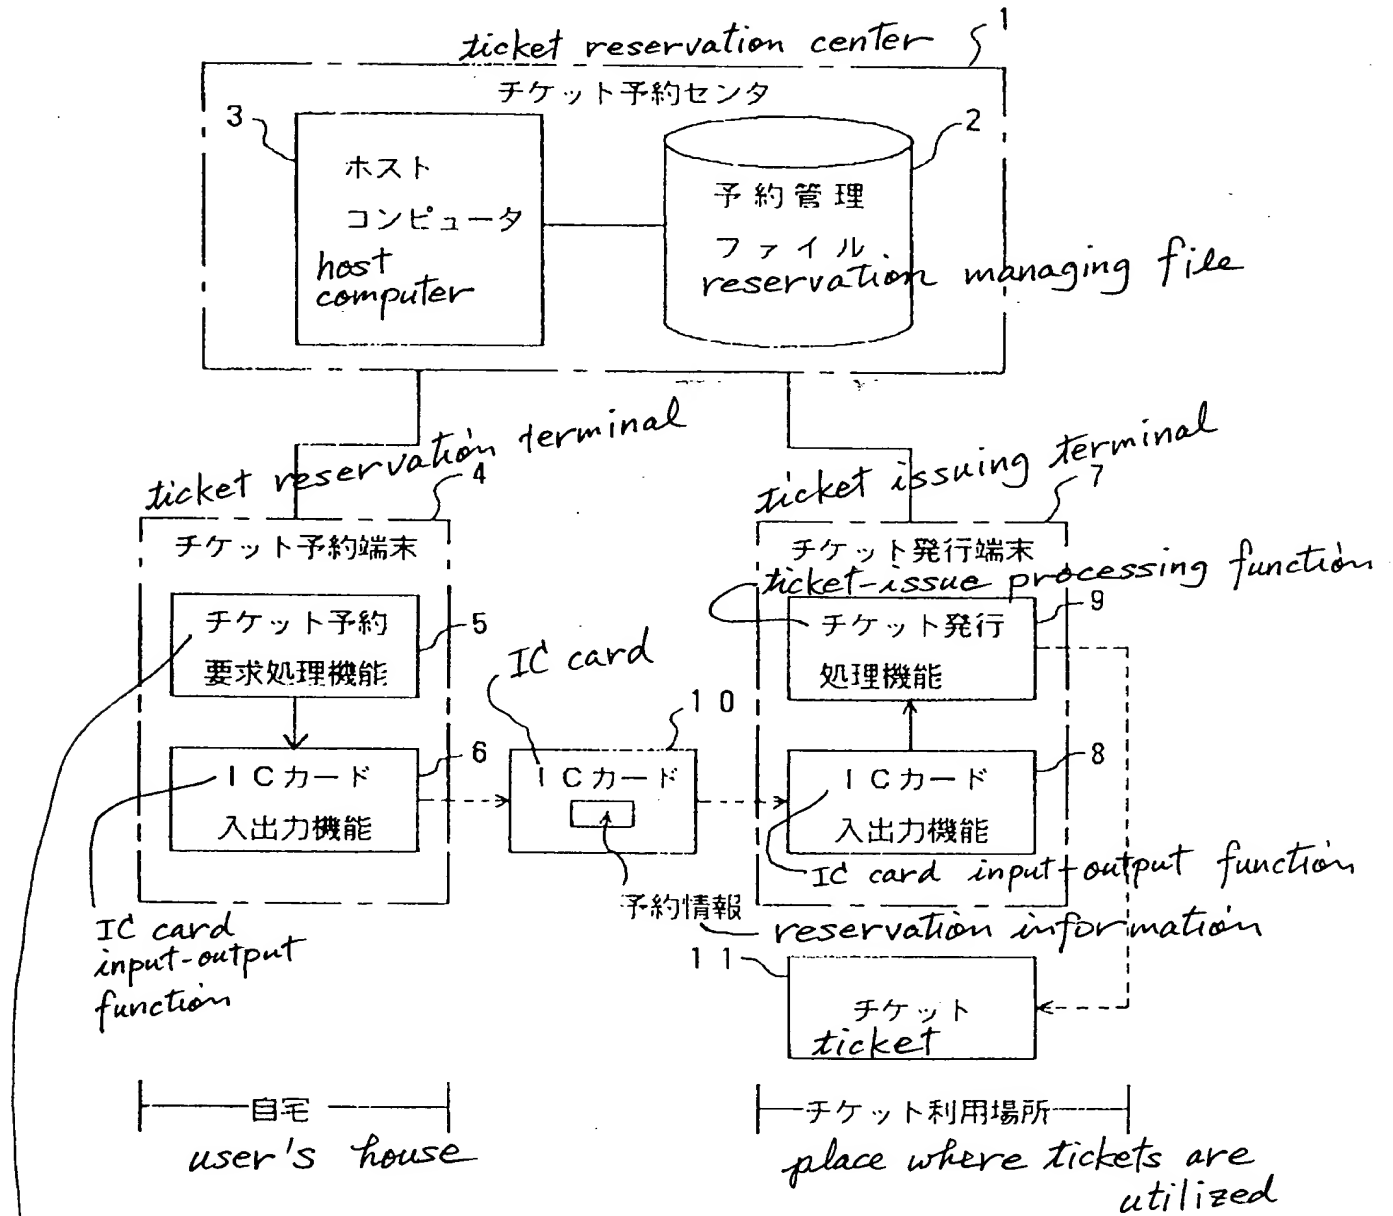 1
ticket reservation center
チケット予約センタ
3
ホスト
コンピュータ
host
computer
2
予約管理
ファイル
reservation managing file
ticket reservation terminal
4
チケット予約端末
チケット予約
要求処理機能
5
ICカード
入出力機能
6
IC card
input-output
function
IC card
10
ICカード
予約情報
reservation information
ticket issuing terminal
7
チケット発行端末
ticket-issue processing function
9
チケット発行
処理機能
8
ICカード
入出力機能
IC card input-output function
11
チケット
ticket
自宅
user's house
チケット利用場所
place where tickets are
utilized